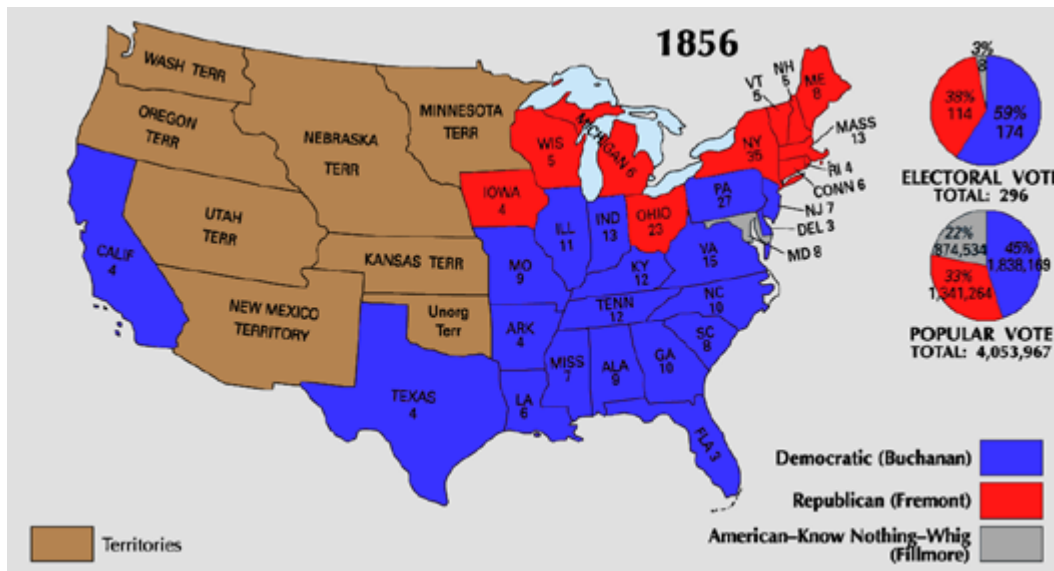 1856
WASH TERR
OREGON
TERR
CALIF
4
UTAH
TERR
NEW MEXICO
TERRITORY
NEBRASKA
TERR
KANSAS TERR
Unorg
Terr
MINNESOTA
TERR
TEXAS
4
WIS
5
MICHIGAN 6
IOWA
4
ILL
11
IND
13
OHIO
23
MO
9
KY
12
TENN
12
ARK
4
LA
6
MISS
7
ALA
9
GA
10
FLA 3
SC
8
NC
10
VA
15
PA
27
NY
35
VT
5
NH
5
ME
8
MASS
13
RI 4
CONN 6
NJ 7
DEL 3
MD 8
3%
8
38%
114
59%
174
ELECTORAL VOTE
TOTAL: 296
22%
874,534
45%
1,838,169
33%
1,341,264
POPULAR VOTE
TOTAL: 4,053,967
Democratic (Buchanan)
Republican (Fremont)
American–Know Nothing–Whig
(Fillmore)
Territories